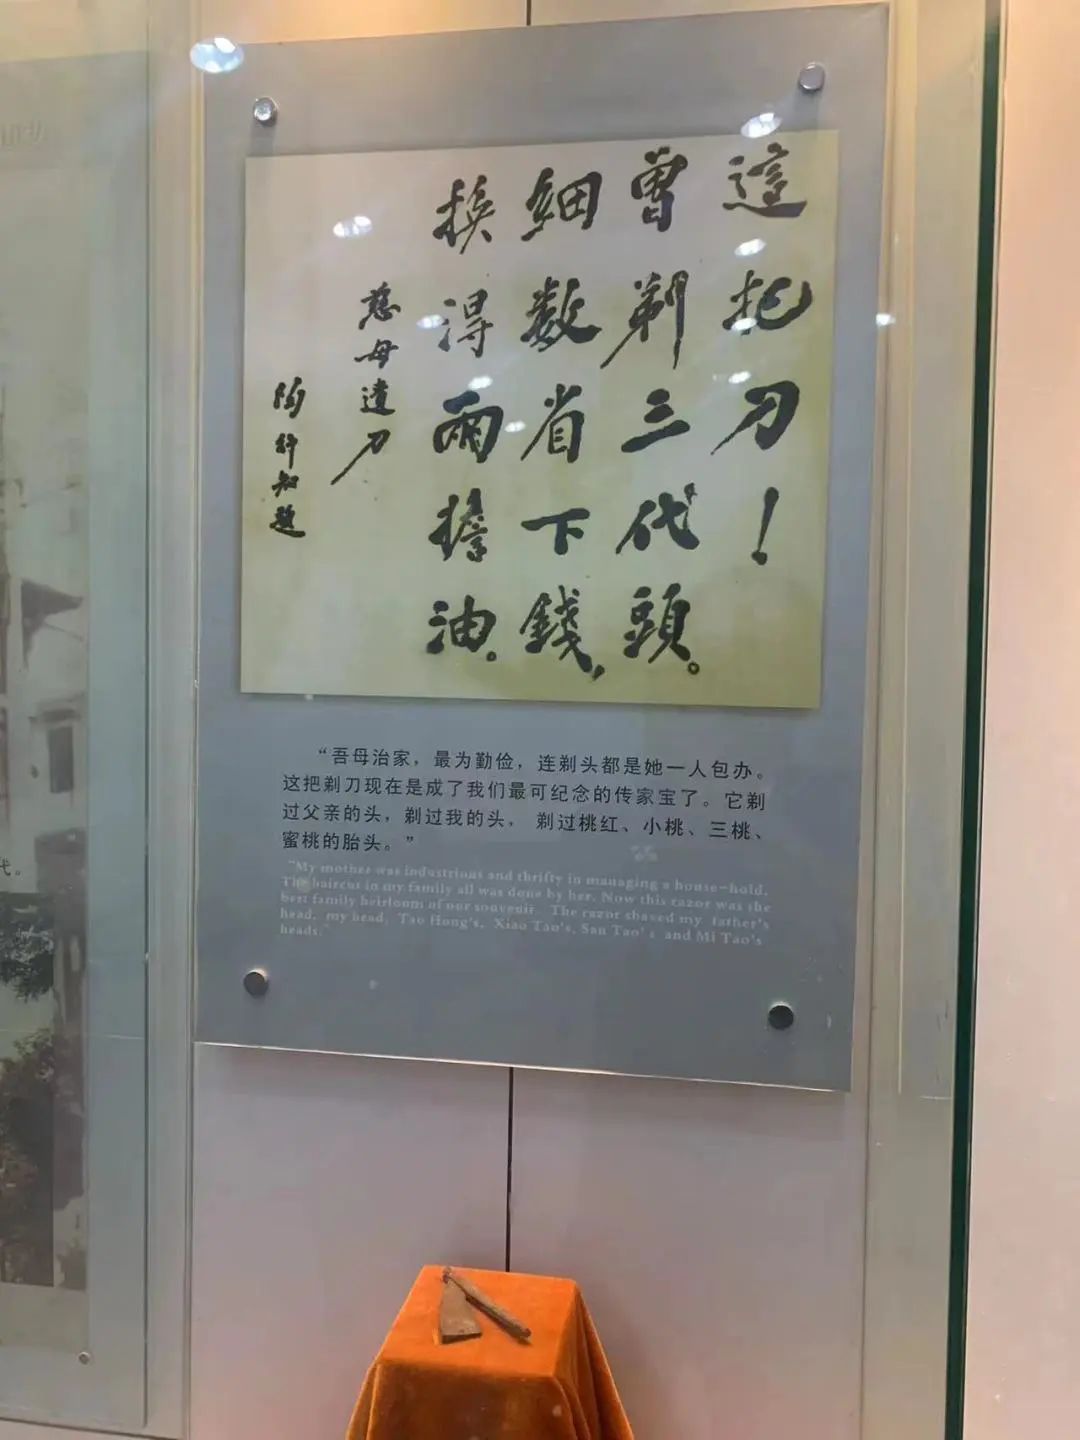 這把刀！
曾剃三代頭。
細數省下錢，
換得兩擔油。
慈母遺刀
陶行知題
“吾母治家，最为勤俭，连剃头都是她一人包办。
这把剃刀现在是成了我们最可纪念的传家宝了。它剃
过父亲的头，剃过我的头， 剃过桃红、小桃、三桃、
蜜桃的胎头。”
"My mother was industrious and thrifty in managing a house-hold.
The haircut in my family all was done by her. Now this razor was the
best family heirloom of our souvenir. The razor shaved my father's
head, my head, Tao Hong's, Xiao Tao's, San Tao's and Mi Tao's
heads."
代。